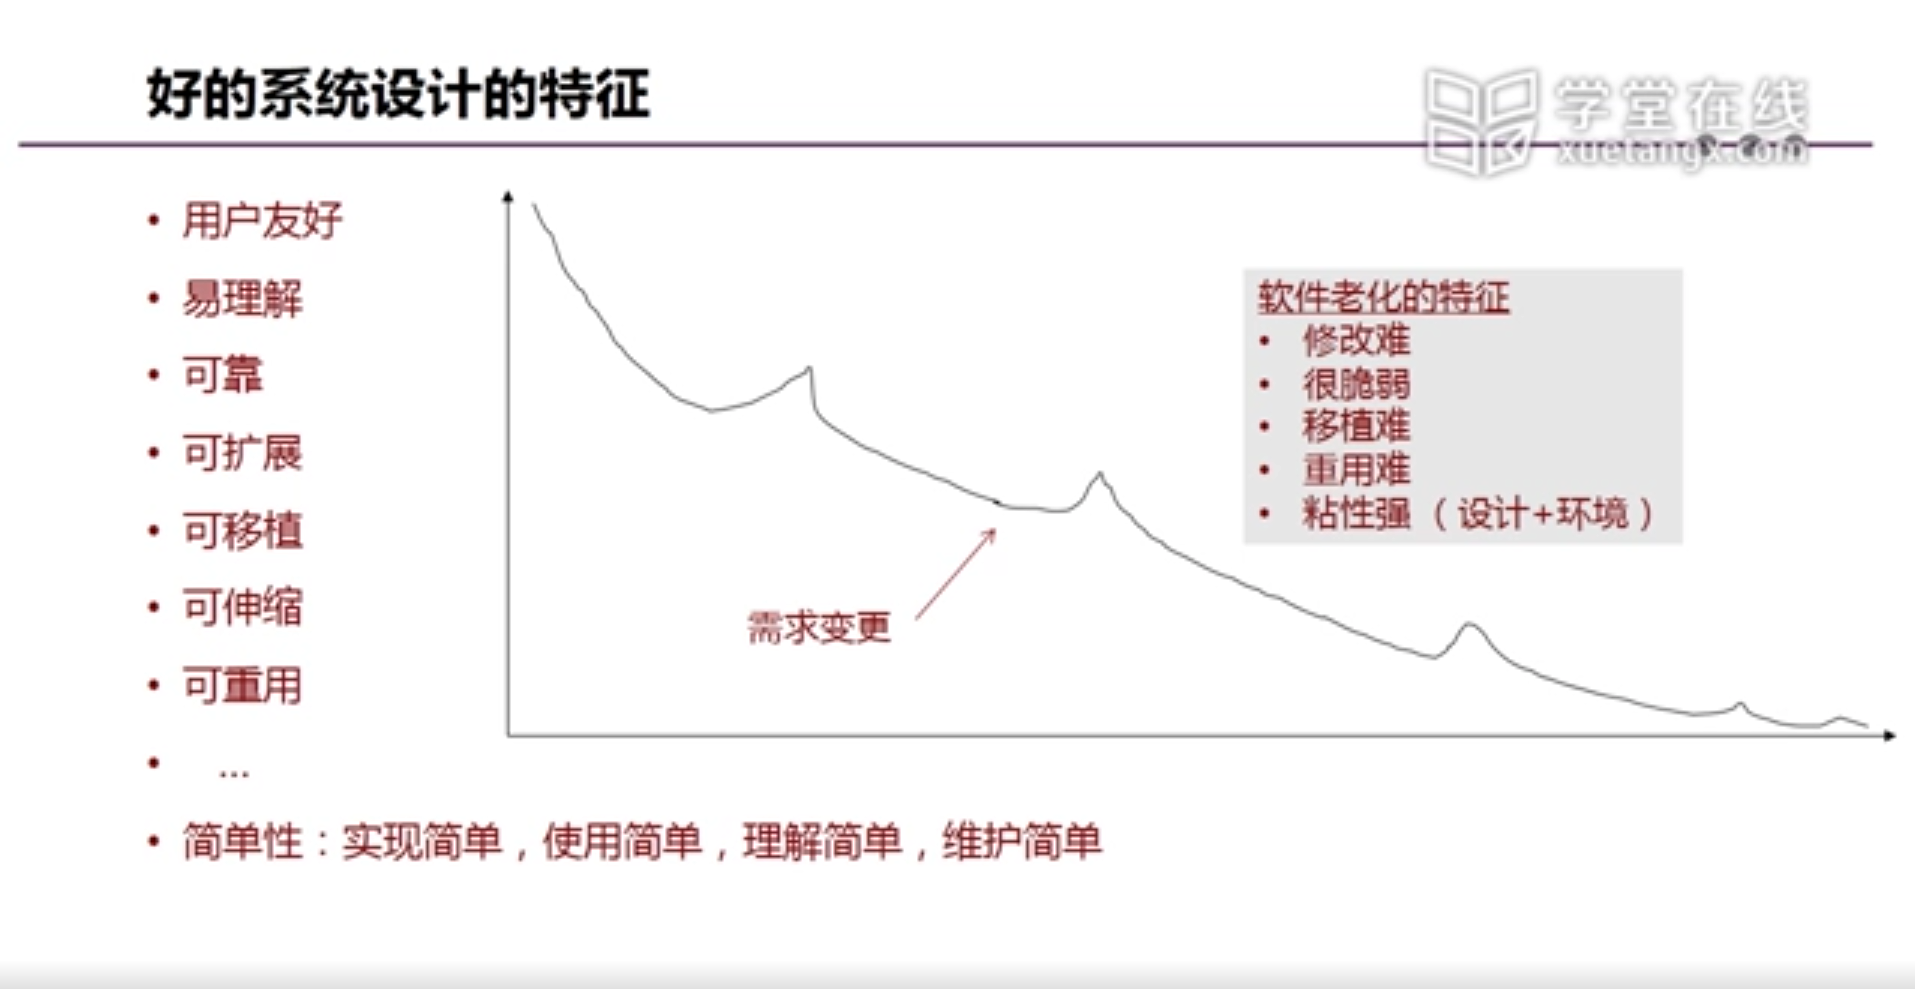 好的系统设计的特征
学堂在线
xuetangx.com
• 用户友好
• 易理解
• 可靠
• 可扩展
• 可移植
• 可伸缩
• 可重用
• ...
• 简单性：实现简单，使用简单，理解简单，维护简单
需求变更
软件老化的特征
• 修改难
• 很脆弱
• 移植难
• 重用难
• 粘性强（设计+环境）